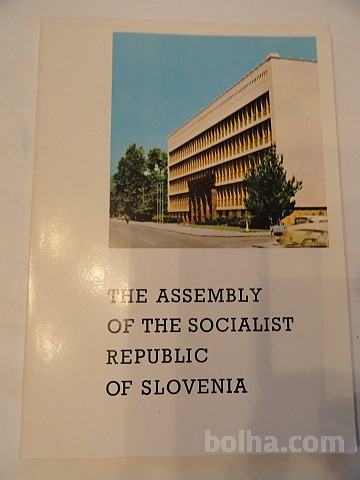 THE ASSEMBLY
OF THE SOCIALIST
REPUBLIC
OF SLOVENIA
bolha.com